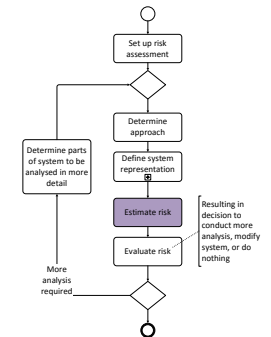 Set up risk
assessment
Determine
approach
Determine parts
of system to be
analysed in more
detail
Define system
representation
Estimate risk
Resulting in
decision to
conduct more
analysis, modify
system, or do
nothing
Evaluate risk
More
analysis
required